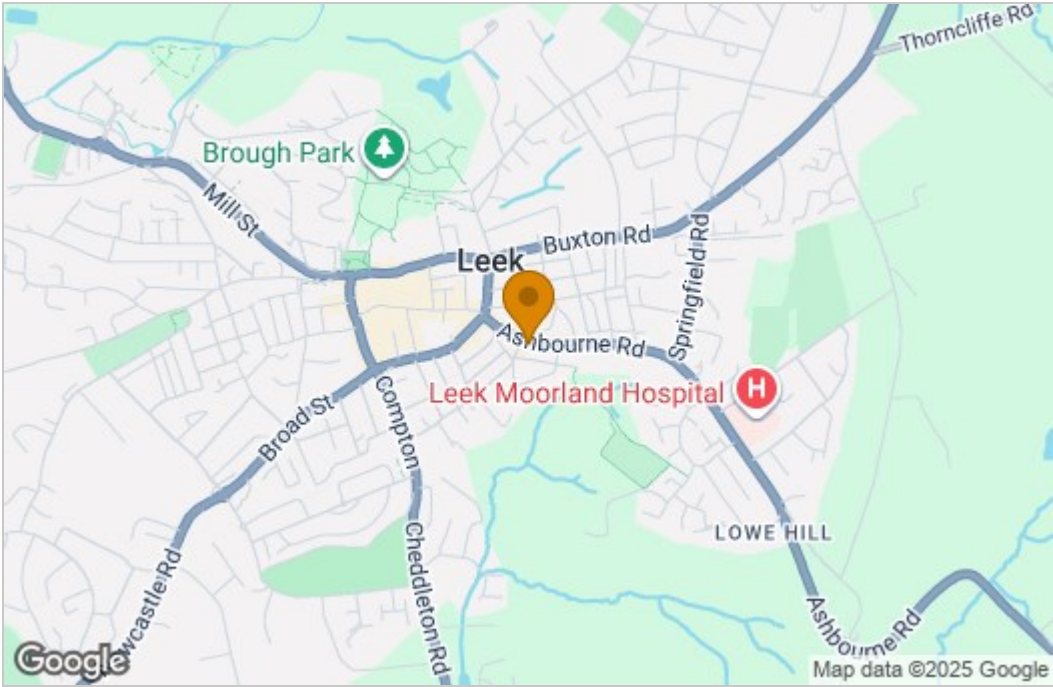 Thorncliffe Rd
Brough Park
Mill St
Leek
Buxton Rd
Springfield Rd
Ashbourne Rd
Leek Moorland Hospital
H
Compton
Broad St
LOWE HILL
Cheddleton Rd
Newcastle Rd
Ashbourne Rd
Google
Map data ©2025 Google